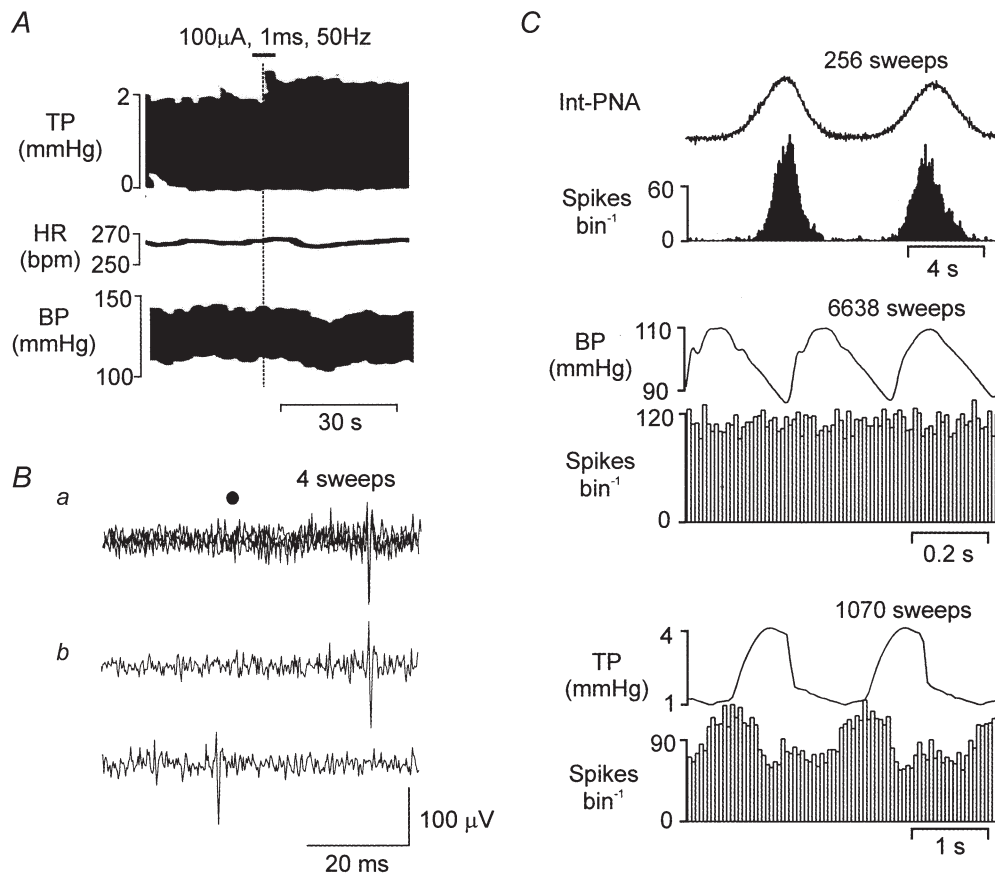 A
100μA, 1ms, 50Hz
2
TP
(mmHg)
0
HR
(bpm)
270
250
150
BP
(mmHg)
100
30 s
B
a
4 sweeps
b
100 μV
20 ms
C
256 sweeps
Int-PNA
Spikes
bin-1
60
0
4 s
6638 sweeps
110
BP
(mmHg)
90
120
Spikes
bin-1
0
0.2 s
1070 sweeps
4
TP
(mmHg)
1
90
Spikes
bin-1
0
1 s